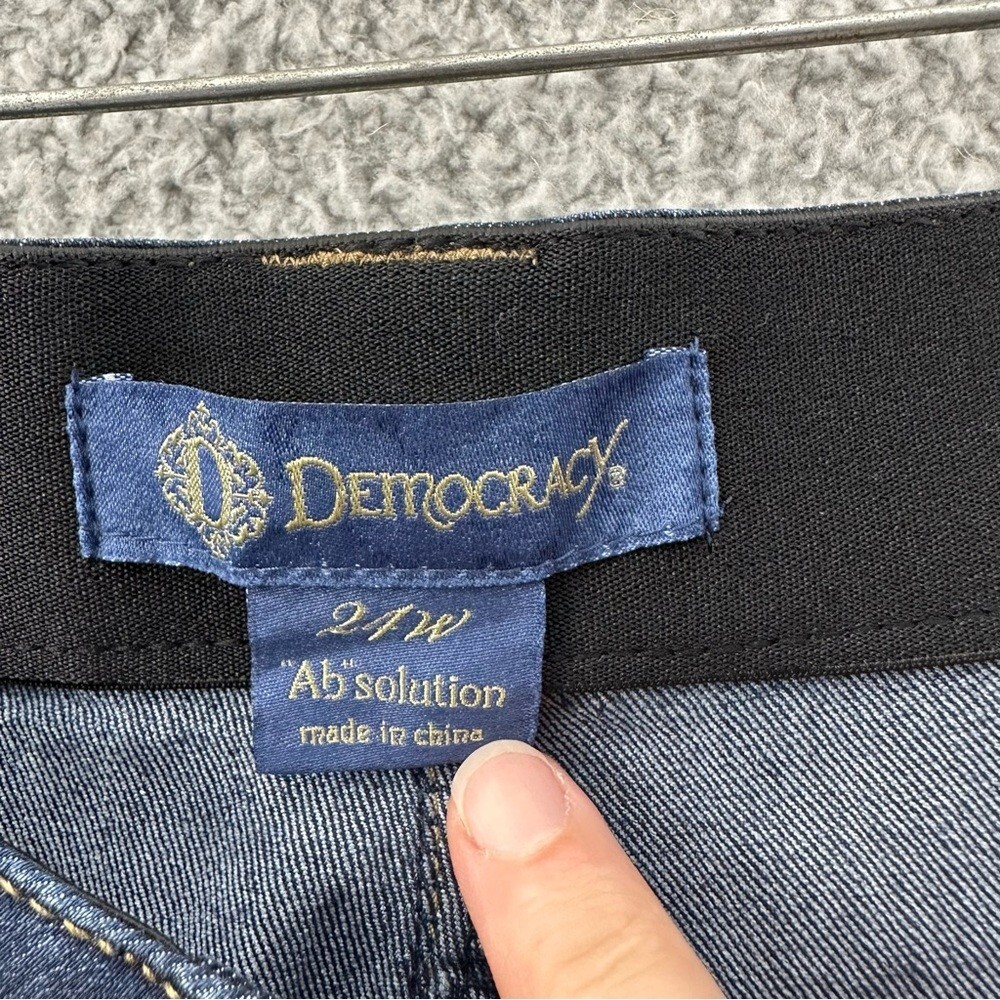 DEMOCRACY®
24W
"Ab"solution
made in china